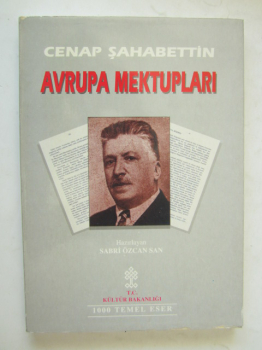 CENAP ŞAHABETTİN
AVRUPA MEKTUPLARI
Hazırlayan
SABRİ ÖZCAN SAN
T.C.
KÜLTÜR BAKANLIĞI
1000 TEMEL ESER